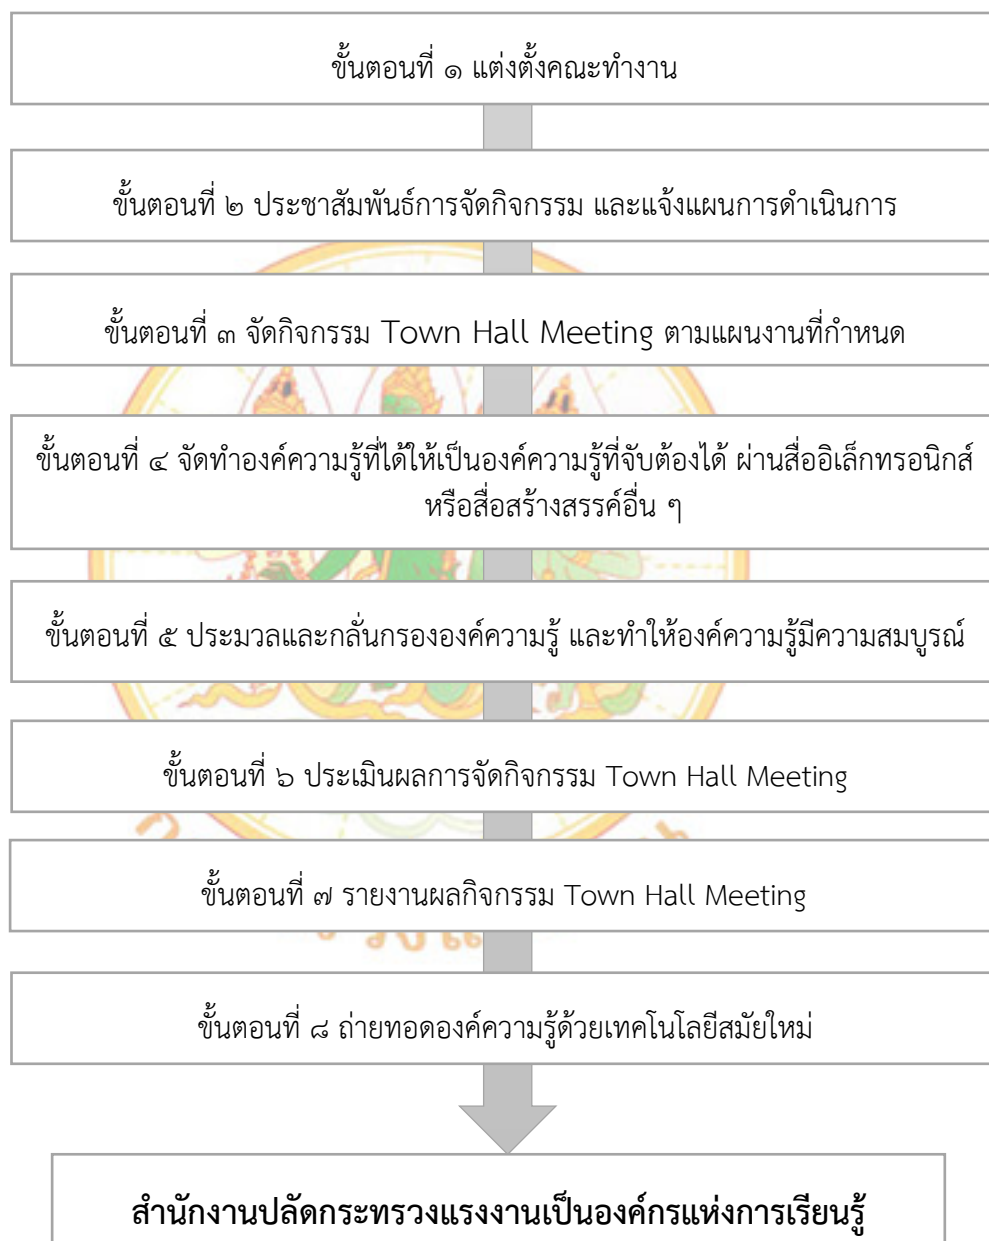 ขั้นตอนที่ ๑ แต่งตั้งคณะทำงาน
ขั้นตอนที่ ๒ ประชาสัมพันธ์การจัดกิจกรรม และแจ้งแผนการดำเนินการ
ขั้นตอนที่ ๓ จัดกิจกรรม Town Hall Meeting ตามแผนงานที่กำหนด
ขั้นตอนที่ ๔ จัดทำองค์ความรู้ที่ได้ให้เป็นองค์ความรู้ที่จับต้องได้ ผ่านสื่ออิเล็กทรอนิกส์
หรือสื่อสร้างสรรค์อื่น ๆ
ขั้นตอนที่ ๕ ประมวลและกลั่นกรององค์ความรู้ และทำให้องค์ความรู้มีความสมบูรณ์
ขั้นตอนที่ ๖ ประเมินผลการจัดกิจกรรม Town Hall Meeting
ขั้นตอนที่ ๗ รายงานผลกิจกรรม Town Hall Meeting
ขั้นตอนที่ ๘ ถ่ายทอดองค์ความรู้ด้วยเทคโนโลยีสมัยใหม่
สำนักงานปลัดกระทรวงแรงงานเป็นองค์กรแห่งการเรียนรู้